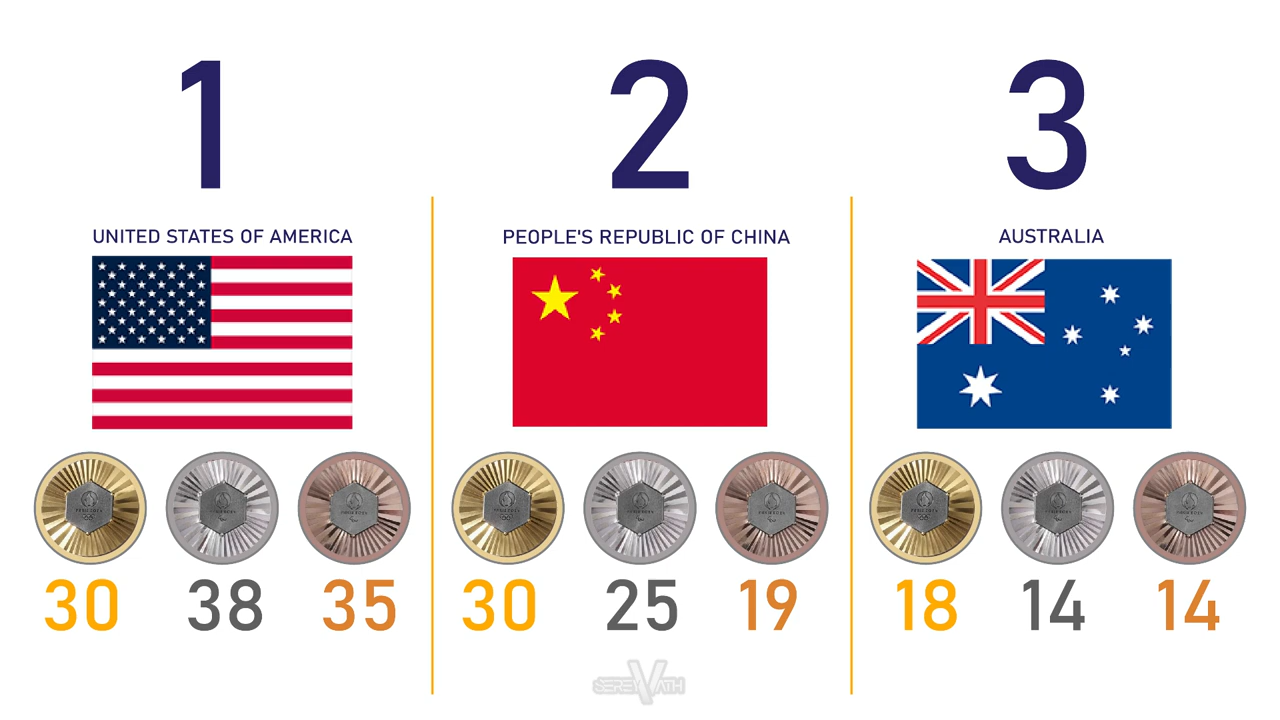 1
2
3
UNITED STATES OF AMERICA
PEOPLE'S REPUBLIC OF CHINA
AUSTRALIA
30 38 35
30 25 19
18 14 14
SEREYVATH